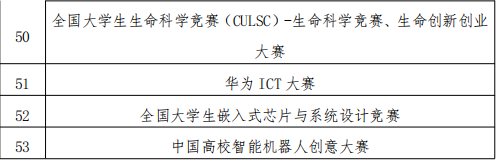 50 全国大学生生命科学竞赛（CULSC）-生命科学竞赛、生命创新创业
大赛
51 华为 ICT 大赛
52 全国大学生嵌入式芯片与系统设计竞赛
53 中国高校智能机器人创意大赛